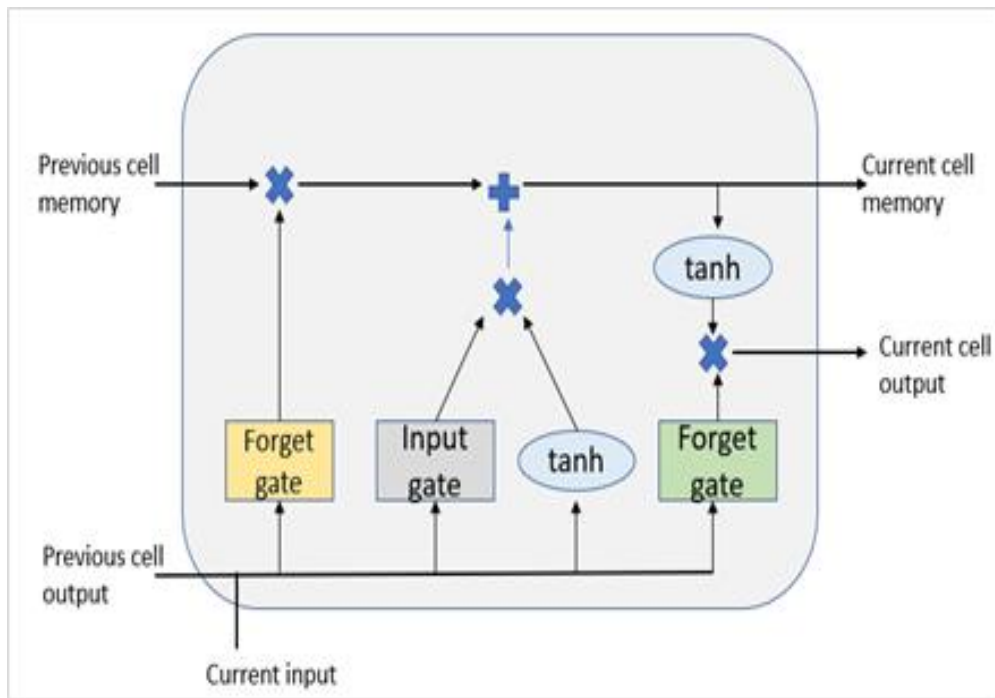 Previous cell
memory
Current cell
memory
tanh
Current cell
output
Forget
gate
Input
gate
tanh
Forget
gate
Previous cell
output
Current input